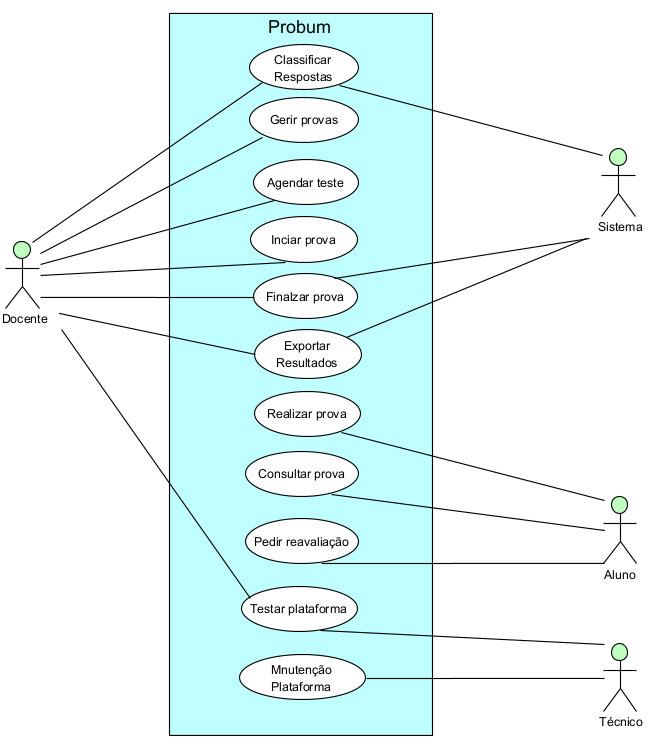 Probum
Classificar
Respostas
Gerir provas
Agendar teste
Inciar prova
Finalzar prova
Exportar
Resultados
Realizar prova
Consultar prova
Pedir reavaliação
Testar plataforma
Mnutenção
Plataforma
Docente
Sistema
Aluno
Técnico